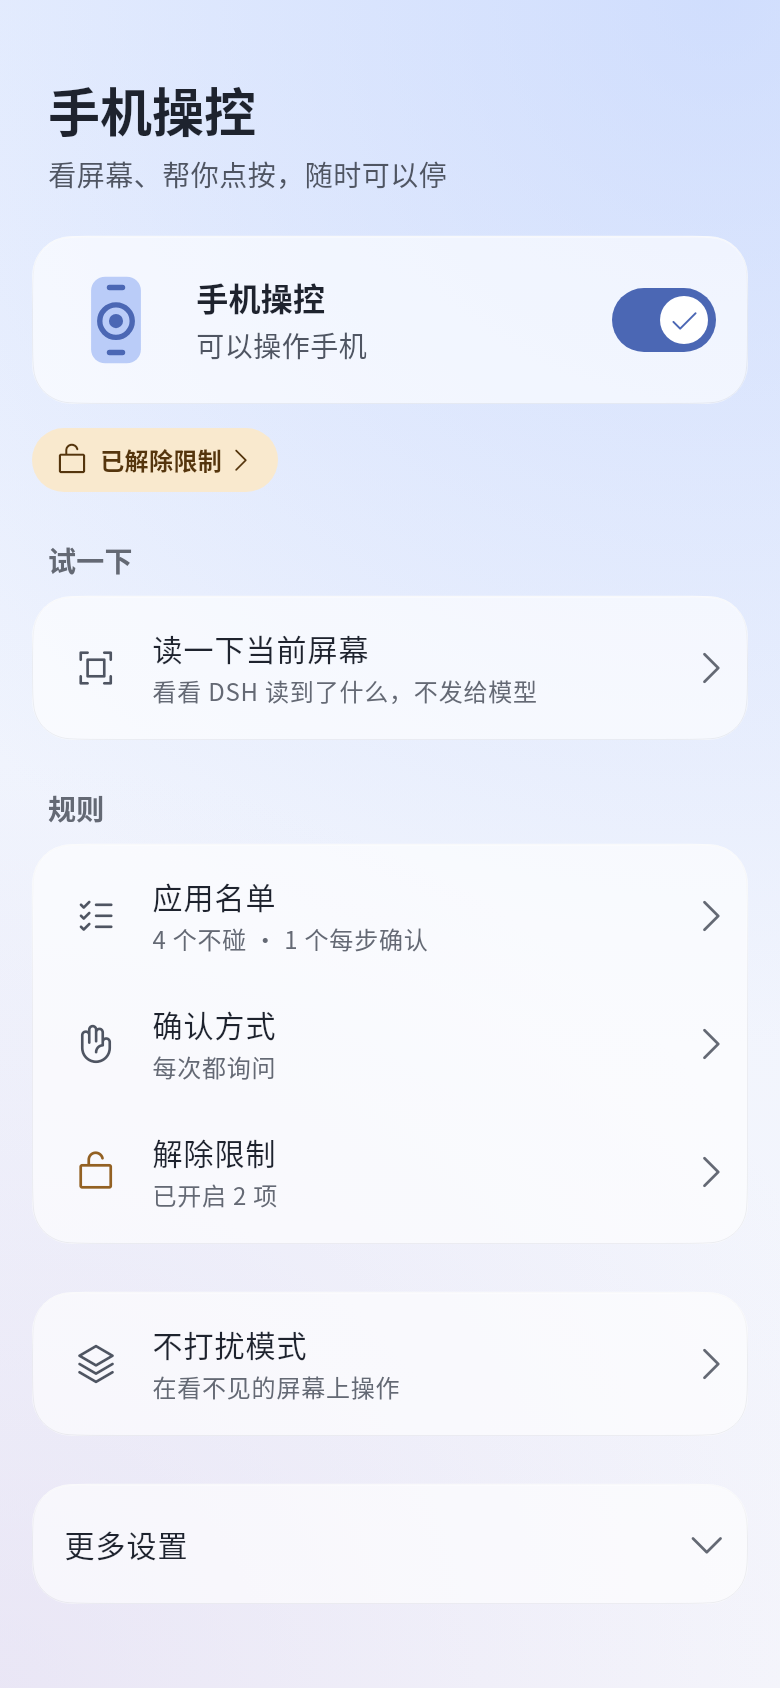 手机操控
看屏幕、帮你点按，随时可以停
手机操控
可以操作手机
已解除限制
试一下
读一下当前屏幕
看看 DSH 读到了什么，不发给模型
规则
应用名单
4 个不碰 · 1 个每步确认
确认方式
每次都询问
解除限制
已开启 2 项
不打扰模式
在看不见的屏幕上操作
更多设置